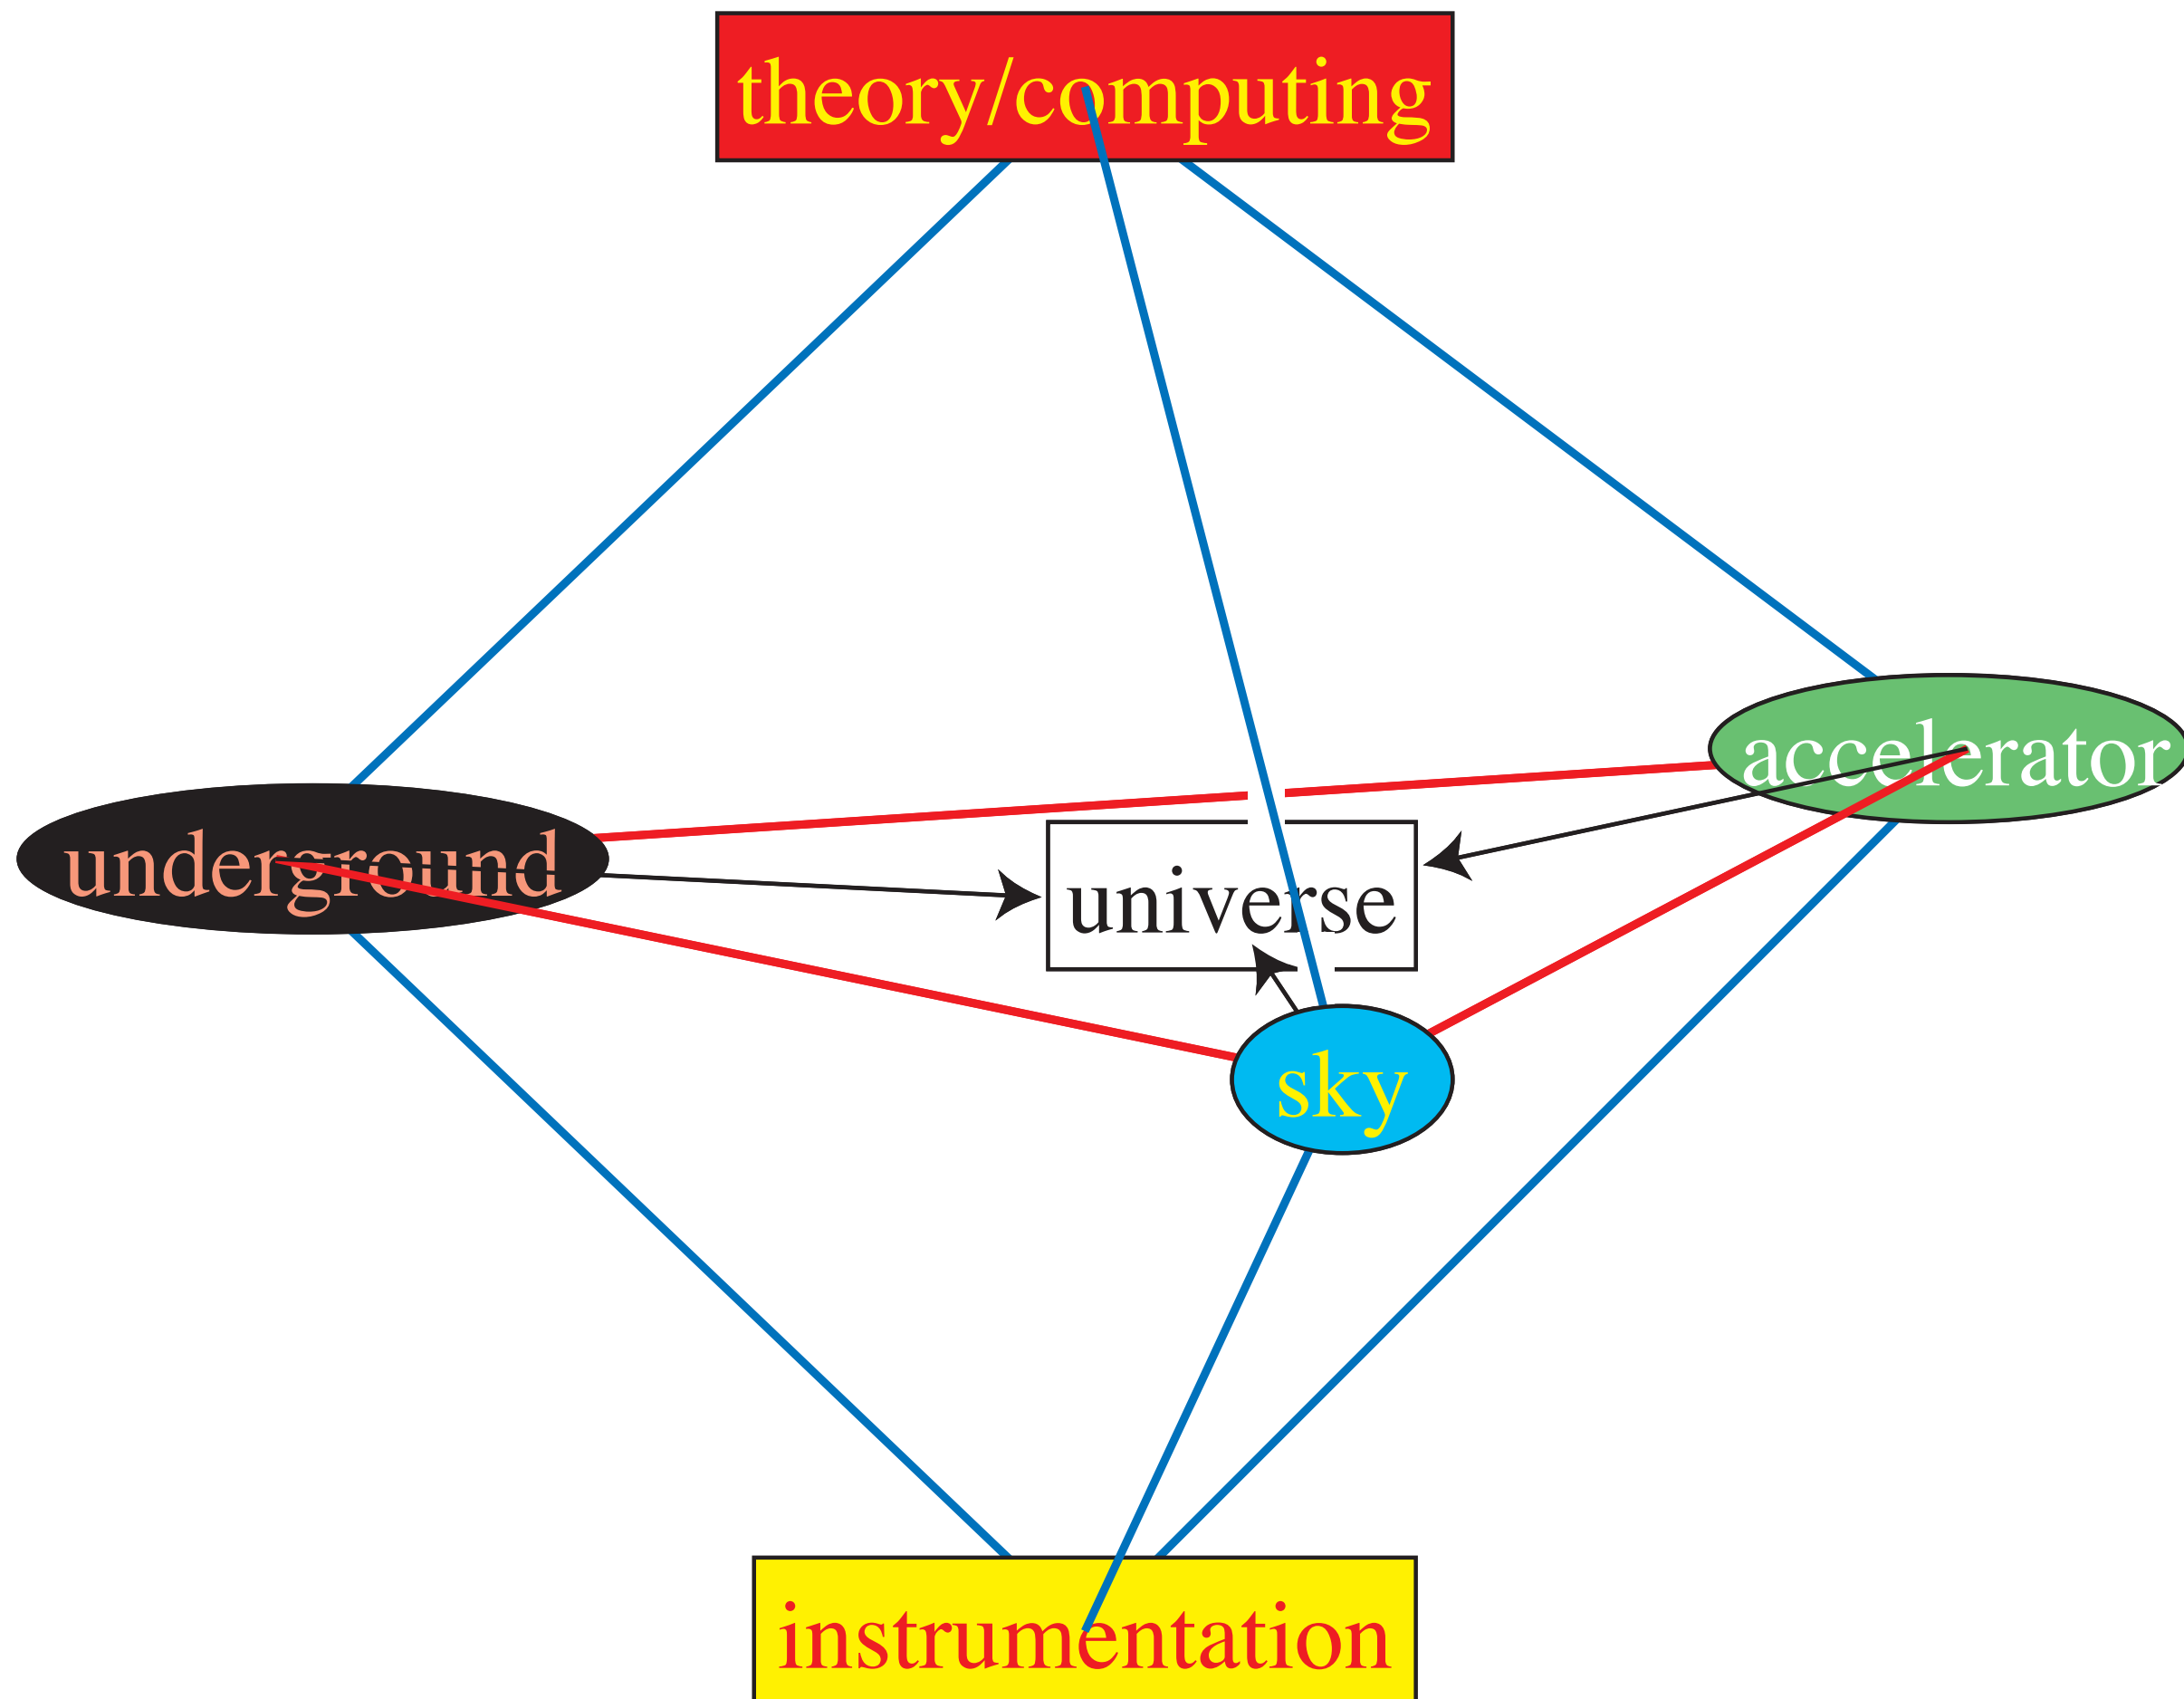 theory/computing
accelerator
underground
universe
sky
instrumentation